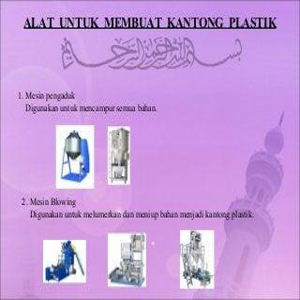 ALAT UNTUK MEMBUAT KANTONG PLASTIK
بسم الله الرحمن الرحيم
1. Mesin pengaduk
Digunakan untuk mencampur semua bahan.
2. Mesin Blowing
Digunakan untuk melumerkan dan meniup bahan menjadi kantong plastik.